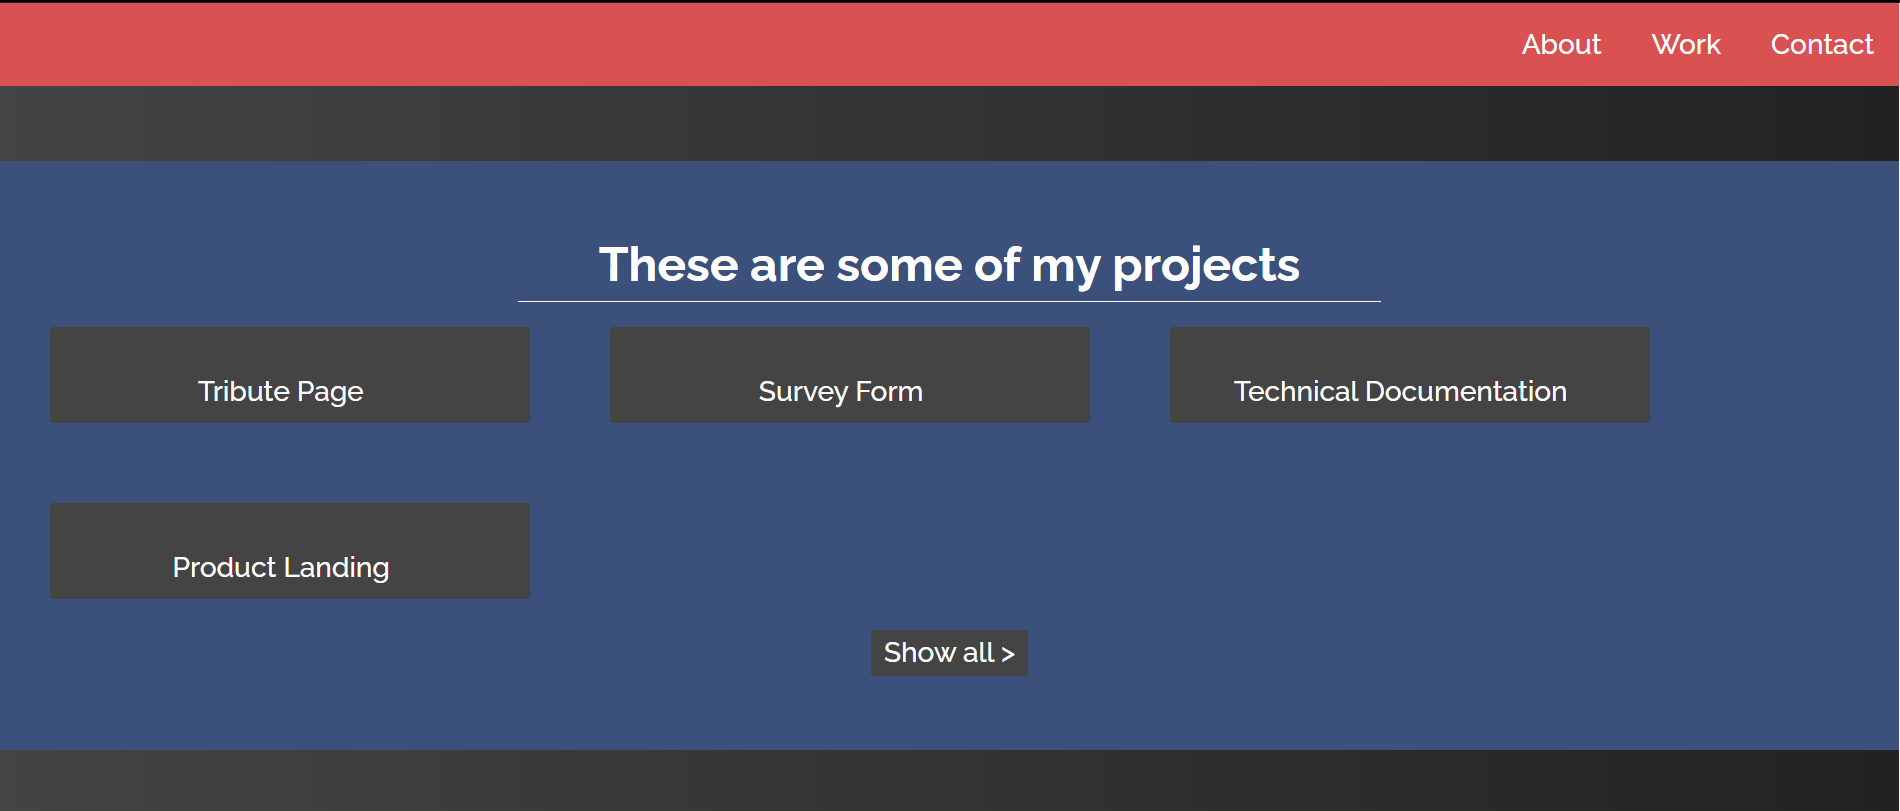 About Work Contact
These are some of my projects
Tribute Page
Survey Form
Technical Documentation
Product Landing
Show all >